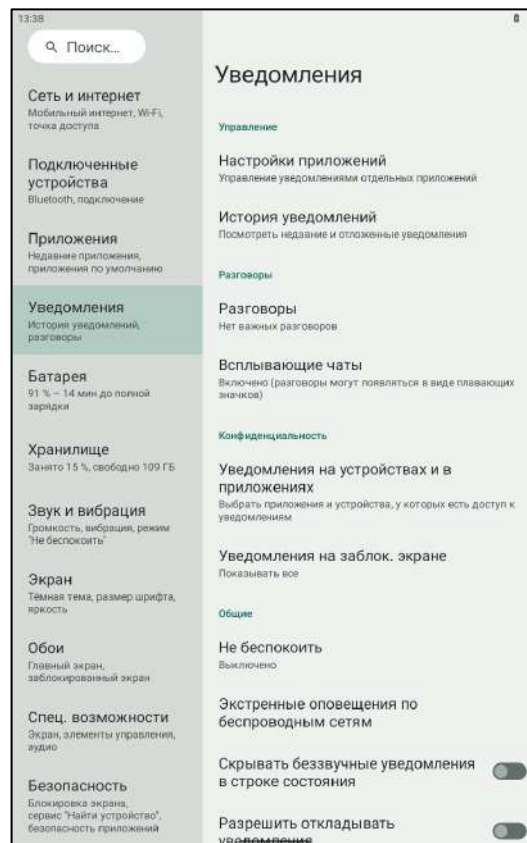 13:38
Поиск...
Сеть и интернет
Мобильный интернет, Wi-Fi,
точка доступа
Подключенные
устройства
Bluetooth, подключение
Приложения
Недавние приложения,
приложения по умолчанию
Уведомления
История уведомлений,
разговоры
Батарея
91 % – 14 мин до полной
зарядки
Хранилище
Занято 15 %, свободно 109 ГБ
Звук и вибрация
Громкость, вибрация, режим
"Не беспокоить"
Экран
Тёмная тема, размер шрифта,
яркость
Обои
Главный экран,
заблокированный экран
Спец. возможности
Экран, элементы управления,
аудио
Безопасность
Блокировка экрана,
сервис "Найти устройство",
безопасность приложений
Уведомления
Управление
Настройки приложений
Управление уведомлениями отдельных приложений
История уведомлений
Посмотреть недавние и отложенные уведомления
Разговоры
Разговоры
Нет важных разговоров
Всплывающие чаты
Включено (разговоры могут появляться в виде плавающих
значков)
Конфиденциальность
Уведомления на устройствах и в
приложениях
Выбрать приложения и устройства, у которых есть доступ к
уведомлениям
Уведомления на заблок. экране
Показывать все
Общие
Не беспокоить
Выключено
Экстренные оповещения по
беспроводным сетям
Скрывать беззвучные уведомления
в строке состояния
Разрешить откладывать
уведомления